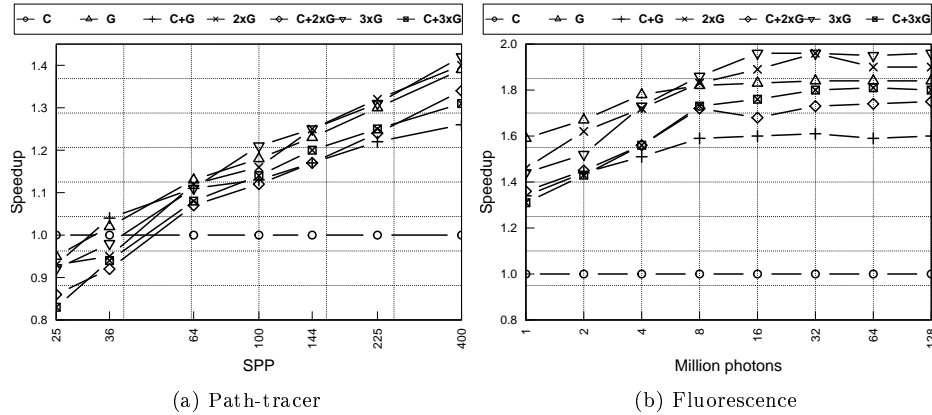 C G C+G 2xG C+2xG 3xG C+3xG
Speedup
1.4
1.3
1.2
1.1
1.0
0.9
0.8
25 36 64 100 144 225 400
SPP
(a) Path-tracer
C G C+G 2xG C+2xG 3xG C+3xG
Speedup
2.0
1.8
1.6
1.4
1.2
1.0
0.8
1 2 4 8 16 32 64 128
Million photons
(b) Fluorescence